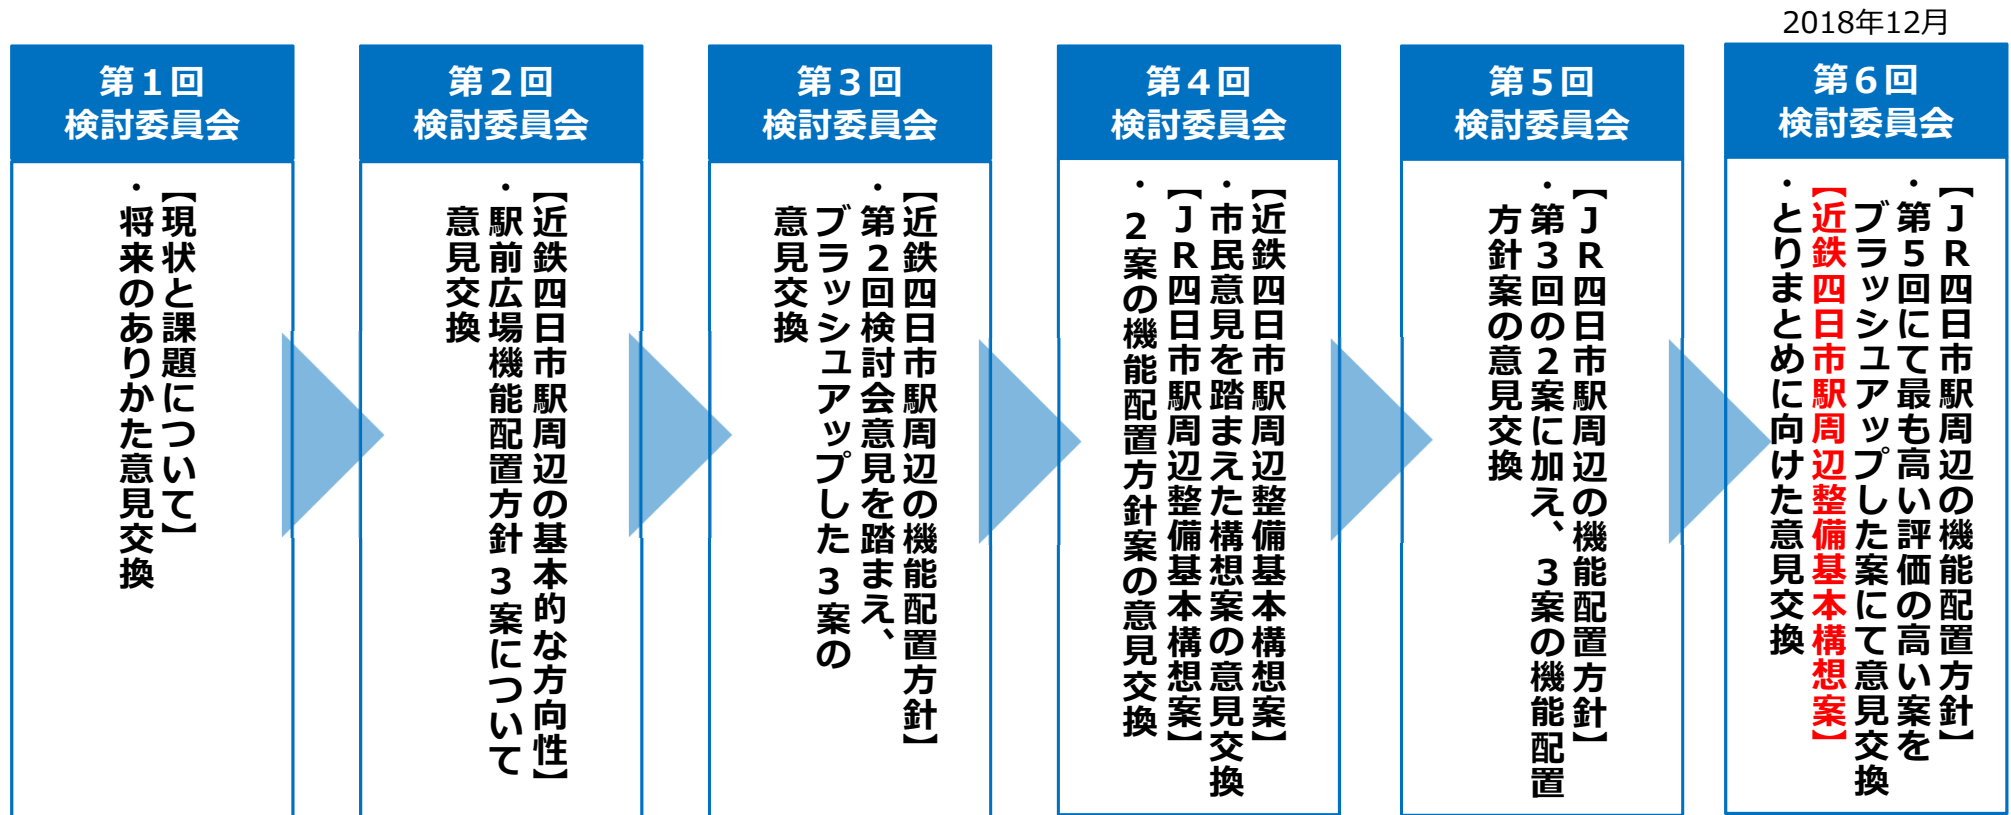 2018年12月
第1回
検討委員会
【現状と課題について】
・将来のありかた意見交換
第2回
検討委員会
【近鉄四日市駅周辺の基本的な方向性】
・駅前広場機能配置方針3案について
意見交換
第3回
検討委員会
【近鉄四日市駅周辺の機能配置方針】
・第2回検討会意見を踏まえ、
ブラッシュアップした3案の
意見交換
第4回
検討委員会
【近鉄四日市駅周辺整備基本構想案】
・市民意見を踏まえた構想案の意見交換
【JR四日市駅周辺整備基本構想案】
・2案の機能配置方針案の意見交換
第5回
検討委員会
【JR四日市駅周辺の機能配置方針】
・第3回の2案に加え、3案の機能配置
方針案の意見交換
第6回
検討委員会
【JR四日市駅周辺の機能配置方針】
・第5回にて最も高い評価の高い案を
ブラッシュアップした案にて意見交換
【近鉄四日市駅周辺整備基本構想案】
・とりまとめに向けた意見交換